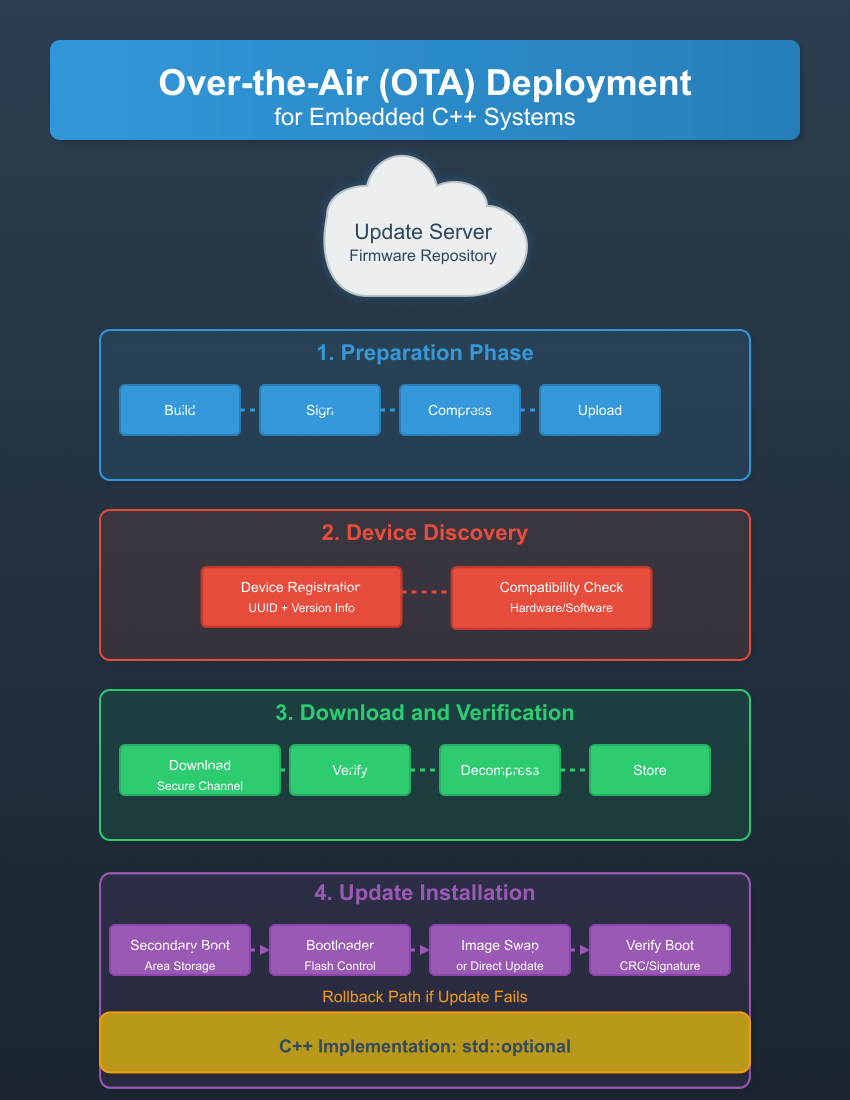 Over-the-Air (OTA) Deployment
for Embedded C++ Systems
Update Server
Firmware Repository
1. Preparation Phase
Build
Sign
Compress
Upload
2. Device Discovery
Device Registration
UUID + Version Info
Compatibility Check
Hardware/Software
3. Download and Verification
Download
Secure Channel
Verify
Decompress
Store
4. Update Installation
Secondary Boot
Area Storage
Bootloader
Flash Control
Image Swap
or Direct Update
Verify Boot
CRC/Signature
Rollback Path if Update Fails
C++ Implementation: std::optional